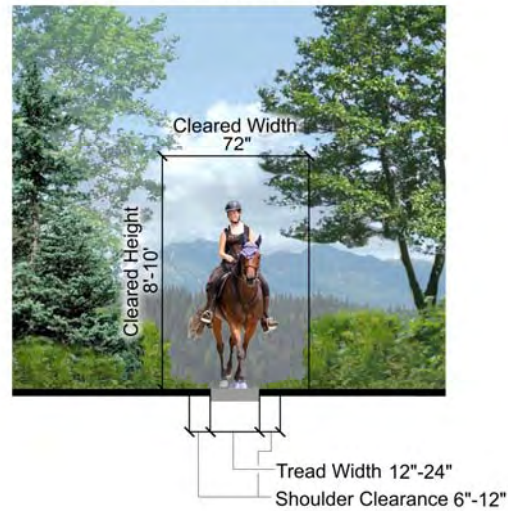 Cleared Width
72"
Cleared Height
8'-10'
Tread Width 12"-24"
Shoulder Clearance 6"-12"